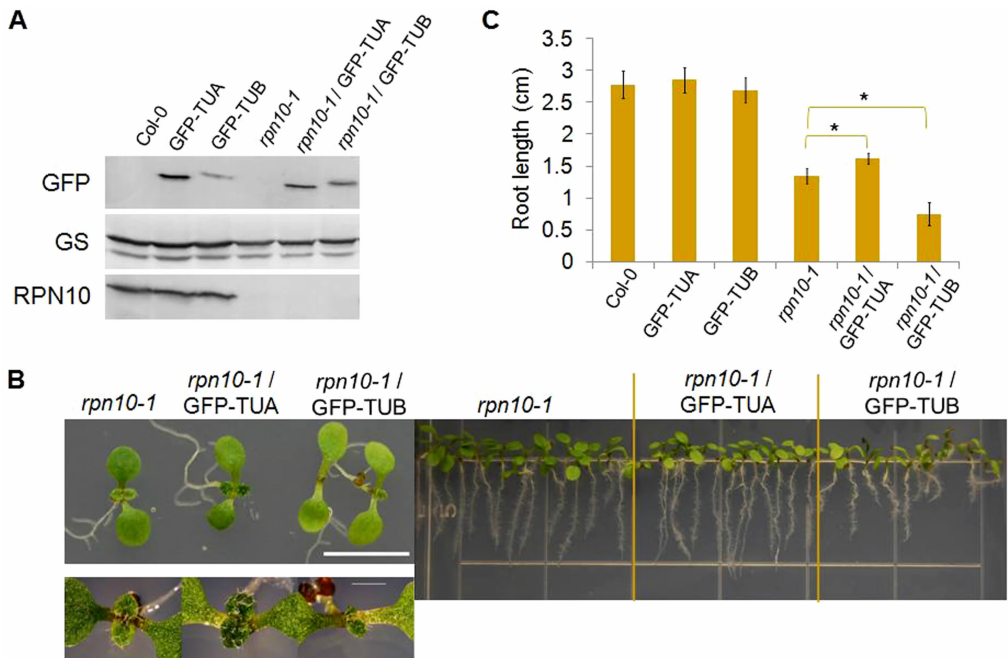 A
Col-0
GFP-TUA
GFP-TUB
rpn10-1
rpn10-1/ GFP-TUA
rpn10-1/ GFP-TUB
GFP
GS
RPN10
C
Root length (cm)
3.5
3
2.5
2
1.5
1
0.5
0
*
*
Col-0
GFP-TUA
GFP-TUB
rpn10-1
rpn10-1/
GFP-TUA
rpn10-1/
GFP-TUB
B
rpn10-1
rpn10-1 /
GFP-TUA
rpn10-1 /
GFP-TUB
rpn10-1
rpn10-1 /
GFP-TUA
rpn10-1 /
GFP-TUB